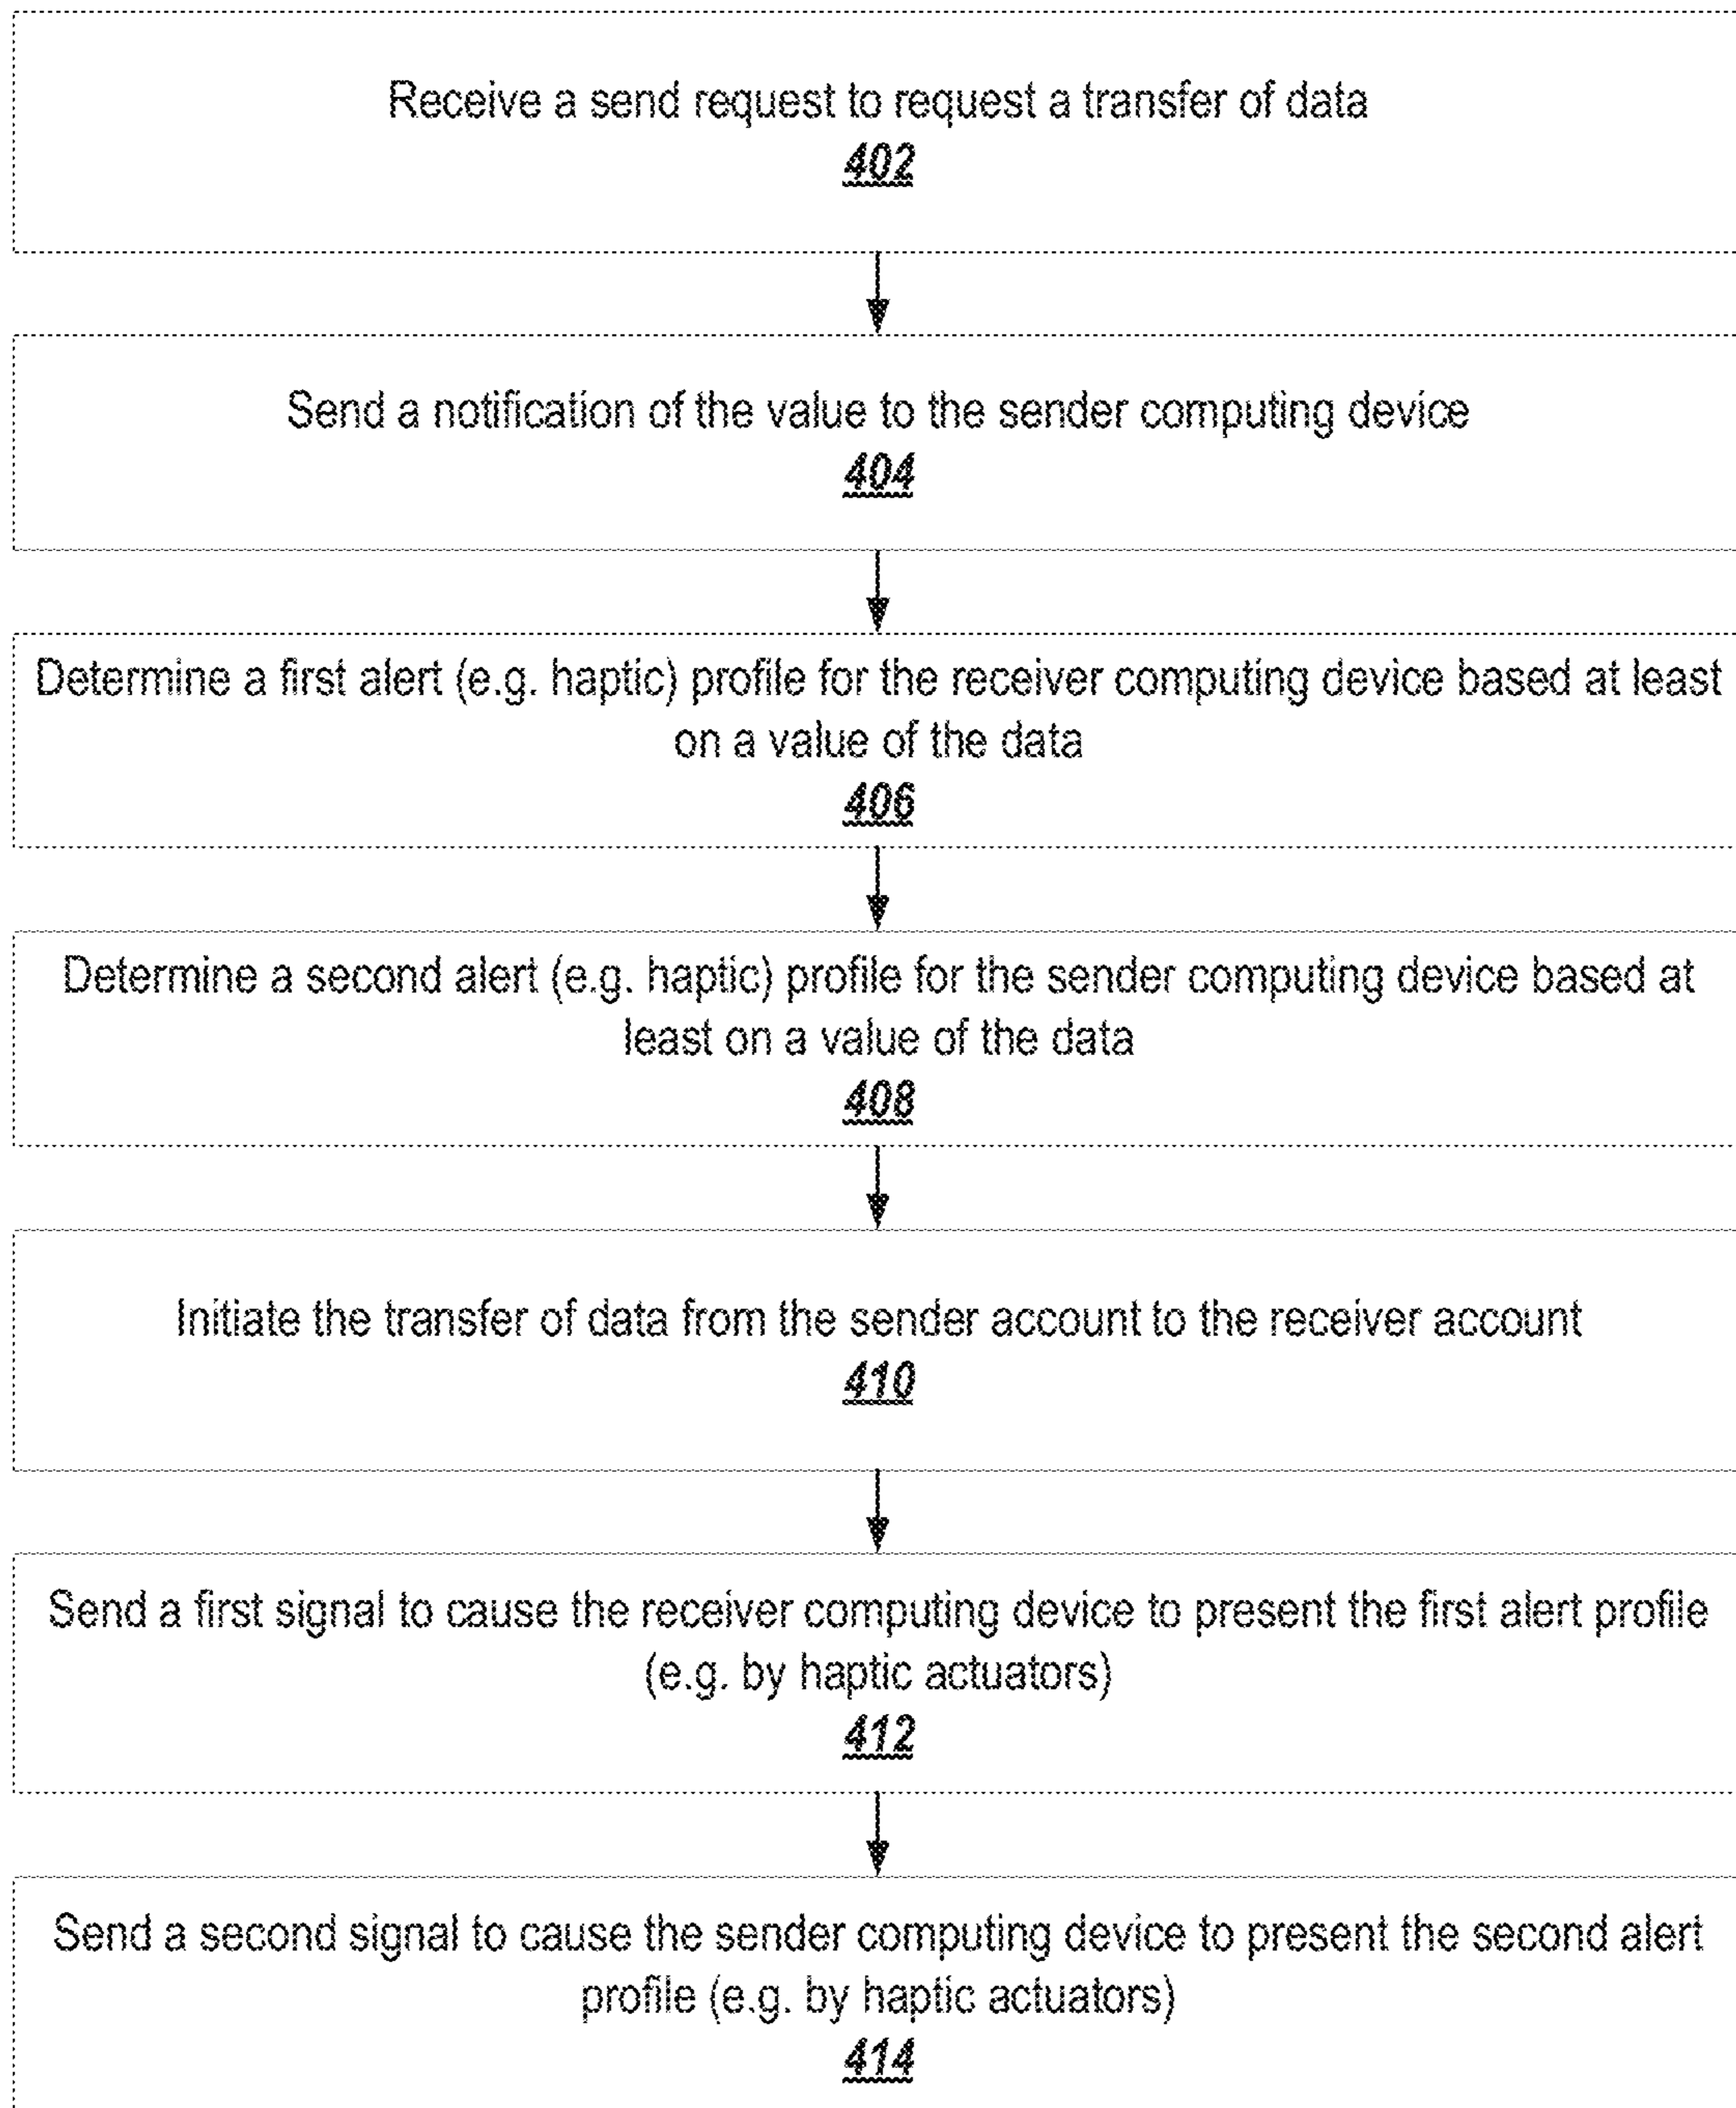 Receive a send request to request a transfer of data
402
Send a notification of the value to the sender computing device
404
Determine a first alert (e.g. haptic) profile for the receiver computing device based at least
on a value of the data
406
Determine a second alert (e.g. haptic) profile for the sender computing device based at
least on a value of the data
408
Initiate the transfer of data from the sender account to the receiver account
410
Send a first signal to cause the receiver computing device to present the first alert profile
(e.g. by haptic actuators)
412
Send a second signal to cause the sender computing device to present the second alert
profile (e.g. by haptic actuators)
414